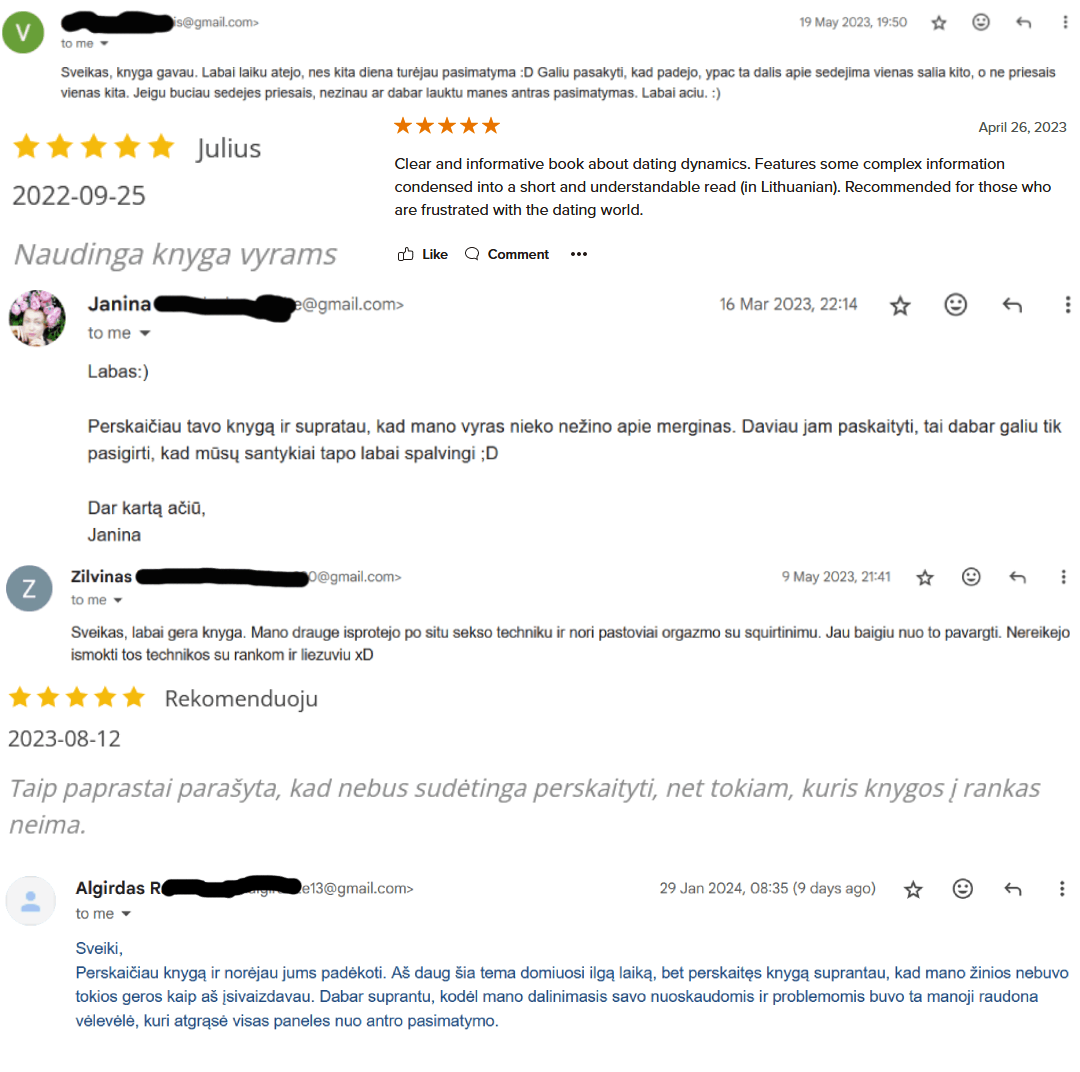 V
is@gmail.com>
19 May 2023, 19:50
to me
Sveikas, knyga gavau. Labai laiku atejo, nes kita diena turėjau pasimatyma :D Galiu pasakyti, kad padejo, ypac ta dalis apie sedejima vienas salia kito, o ne priesais
vienas kita. Jeigu buciau sedejes priesais, nezinau ar dabar lauktu manes antras pasimatymas. Labai aciu. :)
Julius
2022-09-25
Naudinga knyga vyrams
April 26, 2023
Clear and informative book about dating dynamics. Features some complex information
condensed into a short and understandable read (in Lithuanian). Recommended for those who
are frustrated with the dating world.
Like Comment
Janina e@gmail.com>
16 Mar 2023, 22:14
to me
Labas:)
Perskaičiau tavo knygą ir supratau, kad mano vyras nieko nežino apie merginas. Daviau jam paskaityti, tai dabar galiu tik
pasigirti, kad mūsų santykiai tapo labai spalvingi ;D
Dar kartą ačiū,
Janina
Z
Zilvinas 0@gmail.com>
9 May 2023, 21:41
to me
Sveikas, labai gera knyga. Mano drauge isprotejo po situ sekso techniku ir nori pastoviai orgazmo su squirtinimu. Jau baigiu nuo to pavargti. Nereikejo
ismokti tos technikos su rankom ir liezuviu xD
Rekomenduoju
2023-08-12
Taip paprastai parašyta, kad nebus sudėtinga perskaityti, net tokiam, kuris knygos į rankas
neima.
Algirdas R e13@gmail.com>
29 Jan 2024, 08:35 (9 days ago)
to me
Sveiki,
Perskaičiau knygą ir norėjau jums padėkoti. Aš daug šia tema domiuosi ilgą laiką, bet perskaitęs knygą suprantau, kad mano žinios nebuvo
tokios geros kaip aš įsivaizdavau. Dabar suprantu, kodėl mano dalinimasis savo nuoskaudomis ir problemomis buvo ta manoji raudona
vėlevėlė, kuri atgrąsė visas paneles nuo antro pasimatymo.